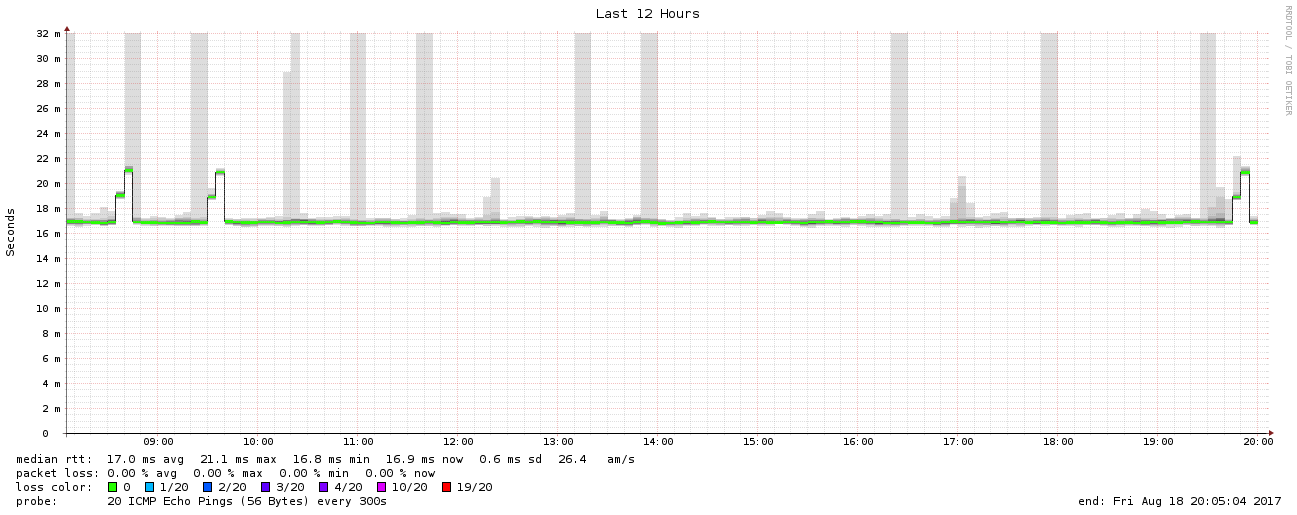 Last 12 Hours
RRDTOOL / TOBI OETIKER
Seconds
32 m
30 m
28 m
26 m
24 m
22 m
20 m
18 m
16 m
14 m
12 m
10 m
8 m
6 m
4 m
2 m
0
09:00 10:00 11:00 12:00 13:00 14:00 15:00 16:00 17:00 18:00 19:00 20:00
median rtt: 17.0 ms avg 21.1 ms max 16.8 ms min 16.9 ms now 0.6 ms sd 26.4 am/s
packet loss: 0.00 % avg 0.00 % max 0.00 % min 0.00 % now
loss color: 0 1/20 2/20 3/20 4/20 10/20 19/20
probe: 20 ICMP Echo Pings (56 Bytes) every 300s end: Fri Aug 18 20:05:04 2017